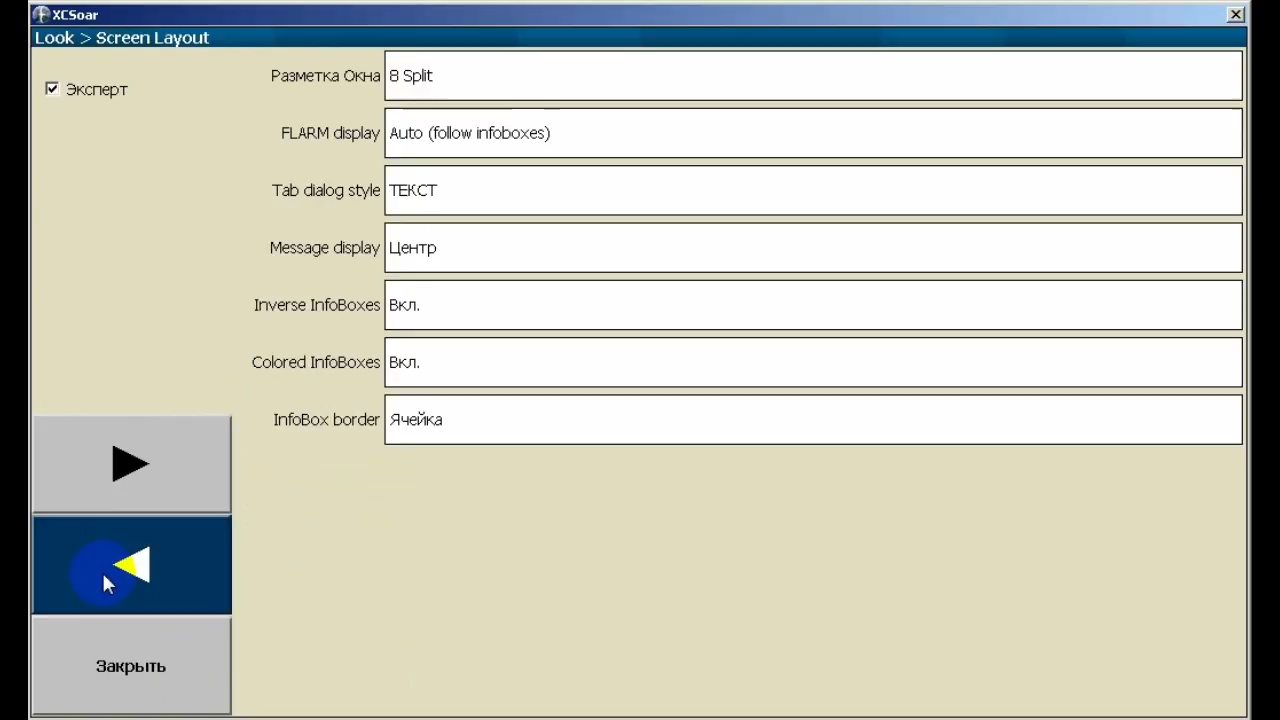 XCSoar
Look > Screen Layout
Эксперт
Разметка Окна 8 Split
FLARM display Auto (follow infoboxes)
Tab dialog style ТЕКСТ
Message display Центр
Inverse InfoBoxes Вкл.
Colored InfoBoxes Вкл.
InfoBox border Ячейка
Закрыть